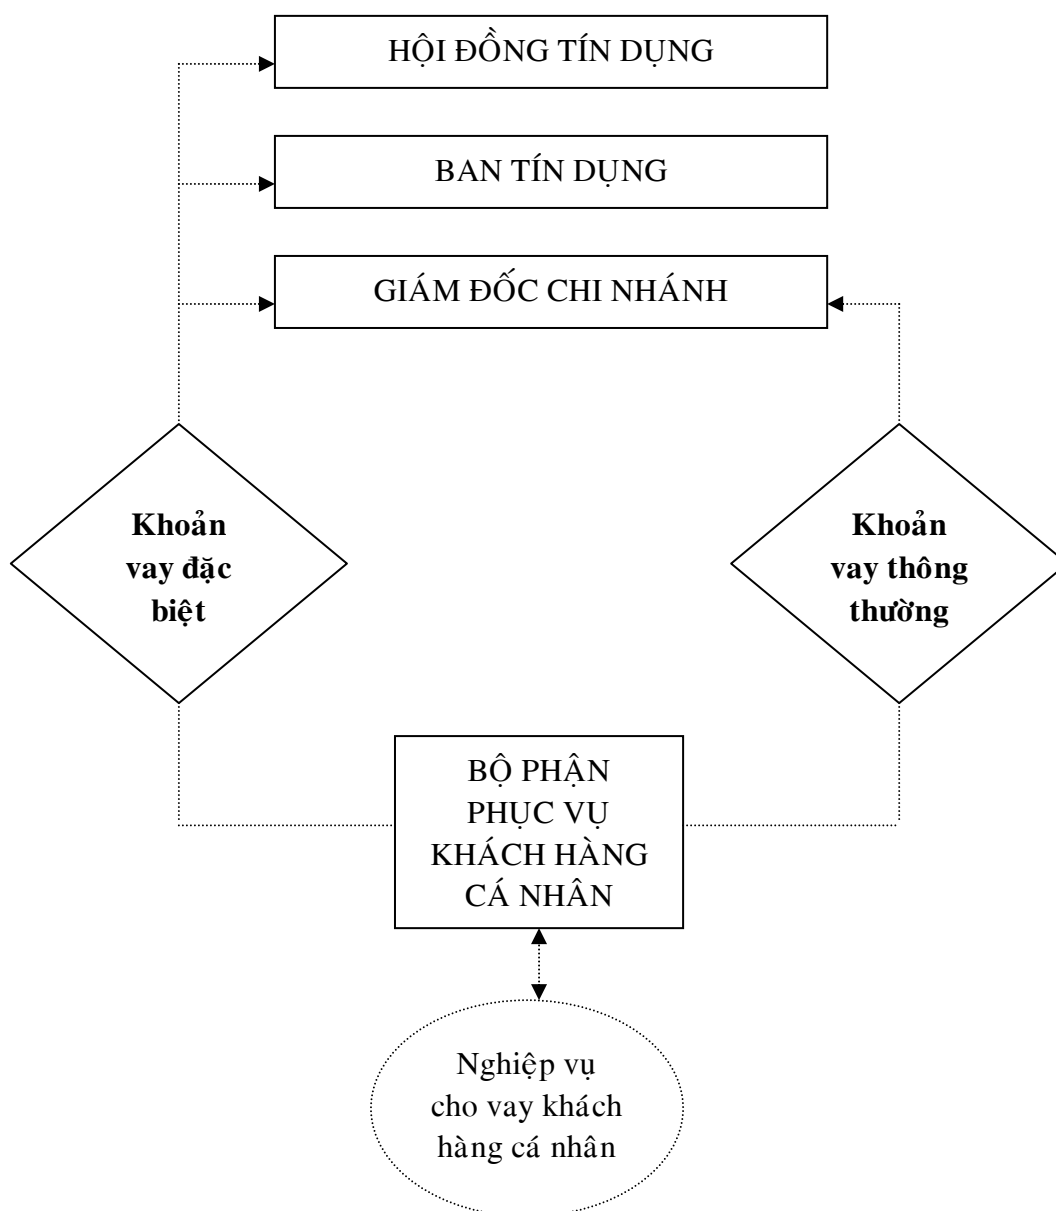 HỘI ĐỒNG TÍN DỤNG
BAN TÍN DỤNG
GIÁM ĐỐC CHI NHÁNH
Khoản
vay đặc
biệt
Khoản
vay thông
thường
BỘ PHẬN
PHỤC VỤ
KHÁCH HÀNG
CÁ NHÂN
Nghiệp vụ
cho vay khách
hàng cá nhân